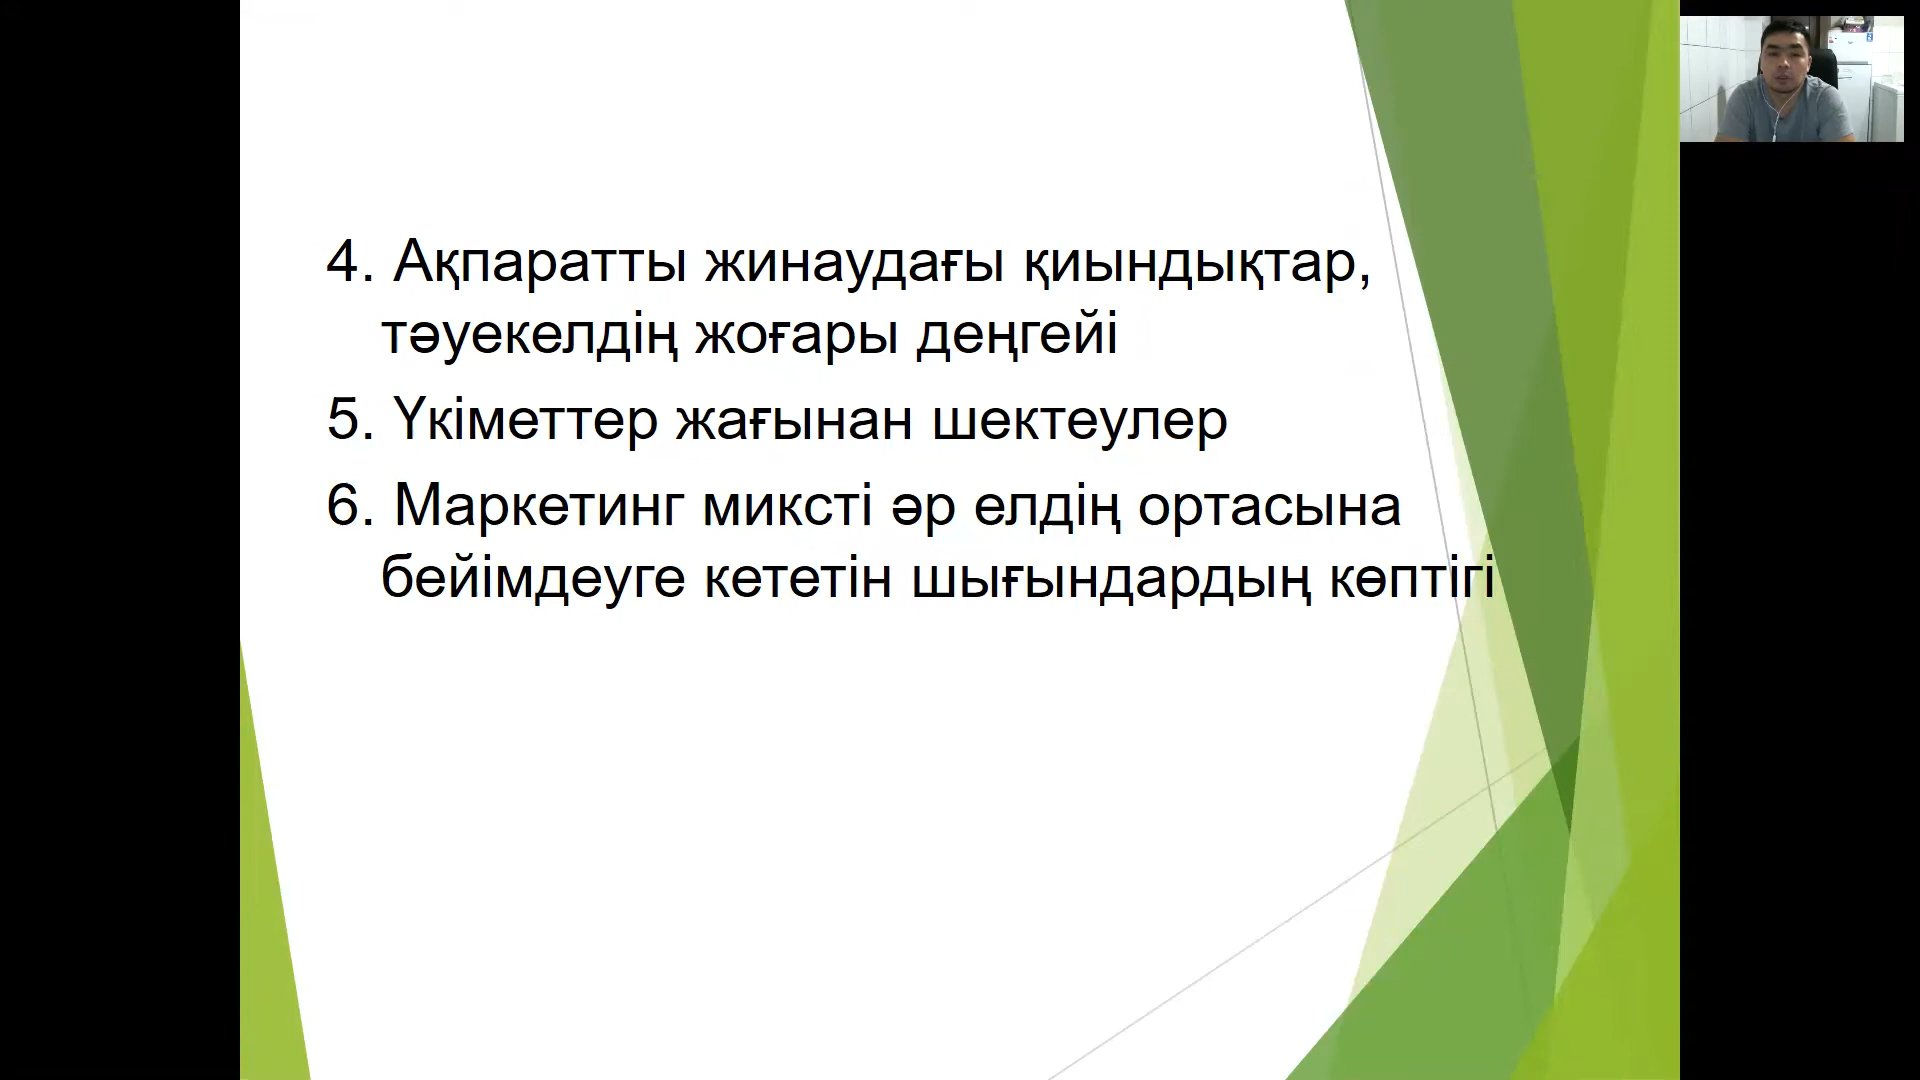 4. Ақпаратты жинаудағы қиындықтар,
тәуекелдің жоғары деңгейі
5. Үкіметтер жағынан шектеулер
6. Маркетинг миксті әр елдің ортасына
бейімдеуге кететін шығындардың көптігі